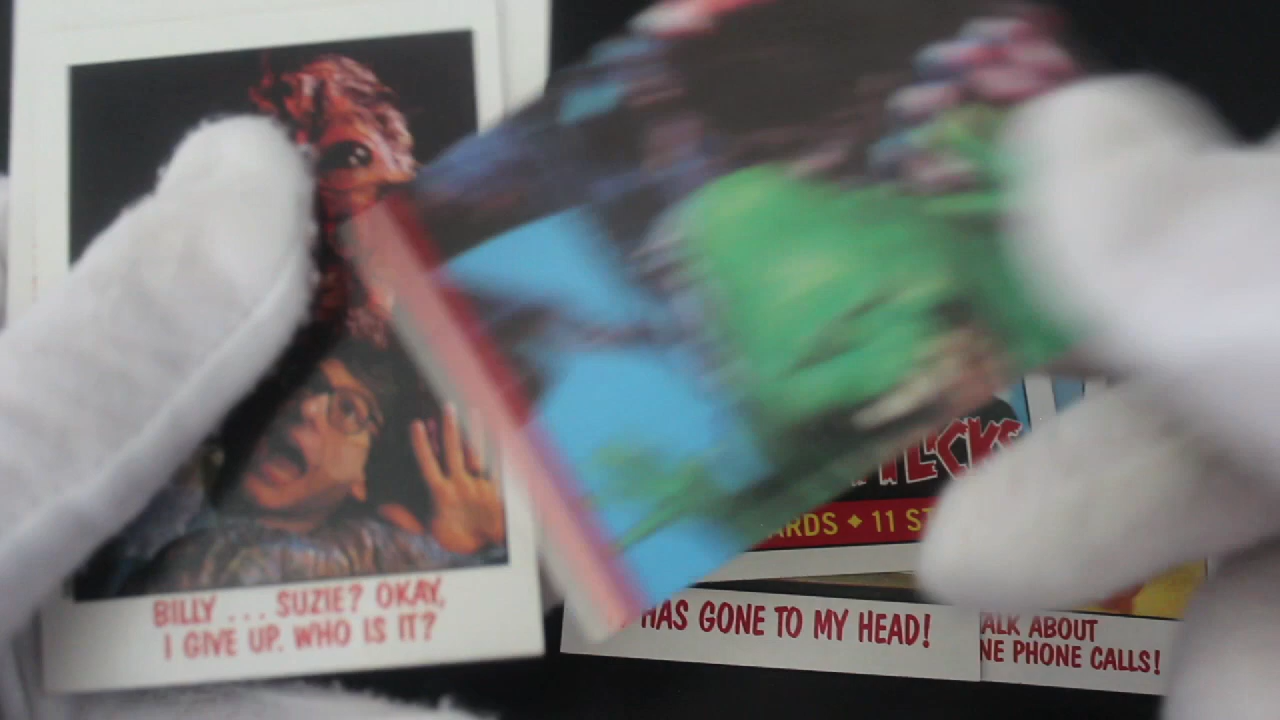 BILLY . . . SUZIE? OKAY,
I GIVE UP. WHO IS IT?
ARDS ◆ 11 ST
HAS GONE TO MY HEAD!
ALK ABOUT
NE PHONE CALLS!